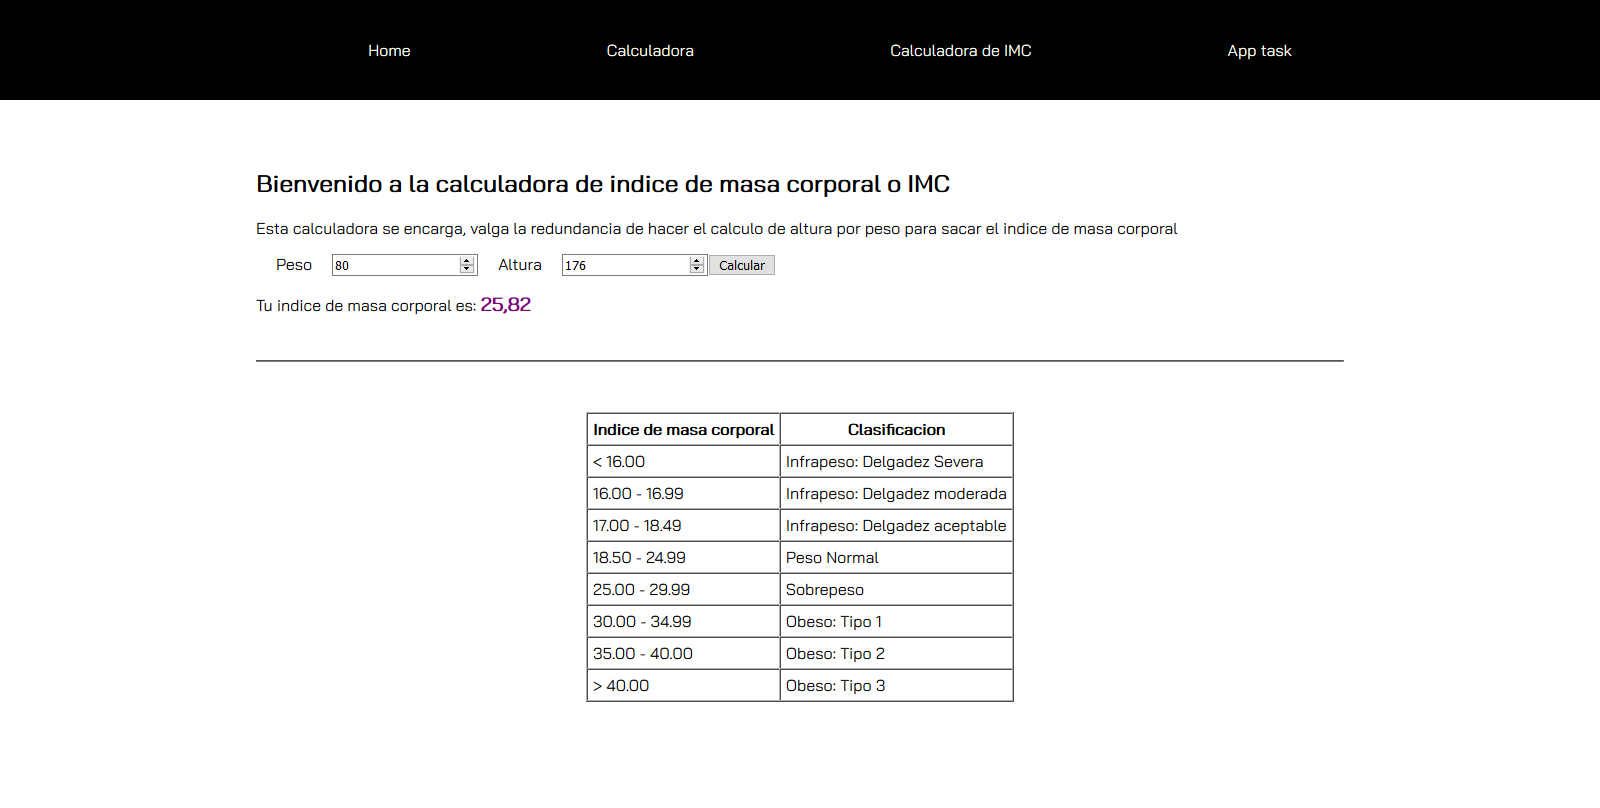 Home Calculadora Calculadora de IMC App task
Bienvenido a la calculadora de indice de masa corporal o IMC
Esta calculadora se encarga, valga la redundancia de hacer el calculo de altura por peso para sacar el indice de masa corporal
Peso 80 Altura 176 Calcular
Tu indice de masa corporal es: 25,82
Indice de masa corporal Clasificacion
< 16.00 Infrapeso: Delgadez Severa
16.00 - 16.99 Infrapeso: Delgadez moderada
17.00 - 18.49 Infrapeso: Delgadez aceptable
18.50 - 24.99 Peso Normal
25.00 - 29.99 Sobrepeso
30.00 - 34.99 Obeso: Tipo 1
35.00 - 40.00 Obeso: Tipo 2
> 40.00 Obeso: Tipo 3